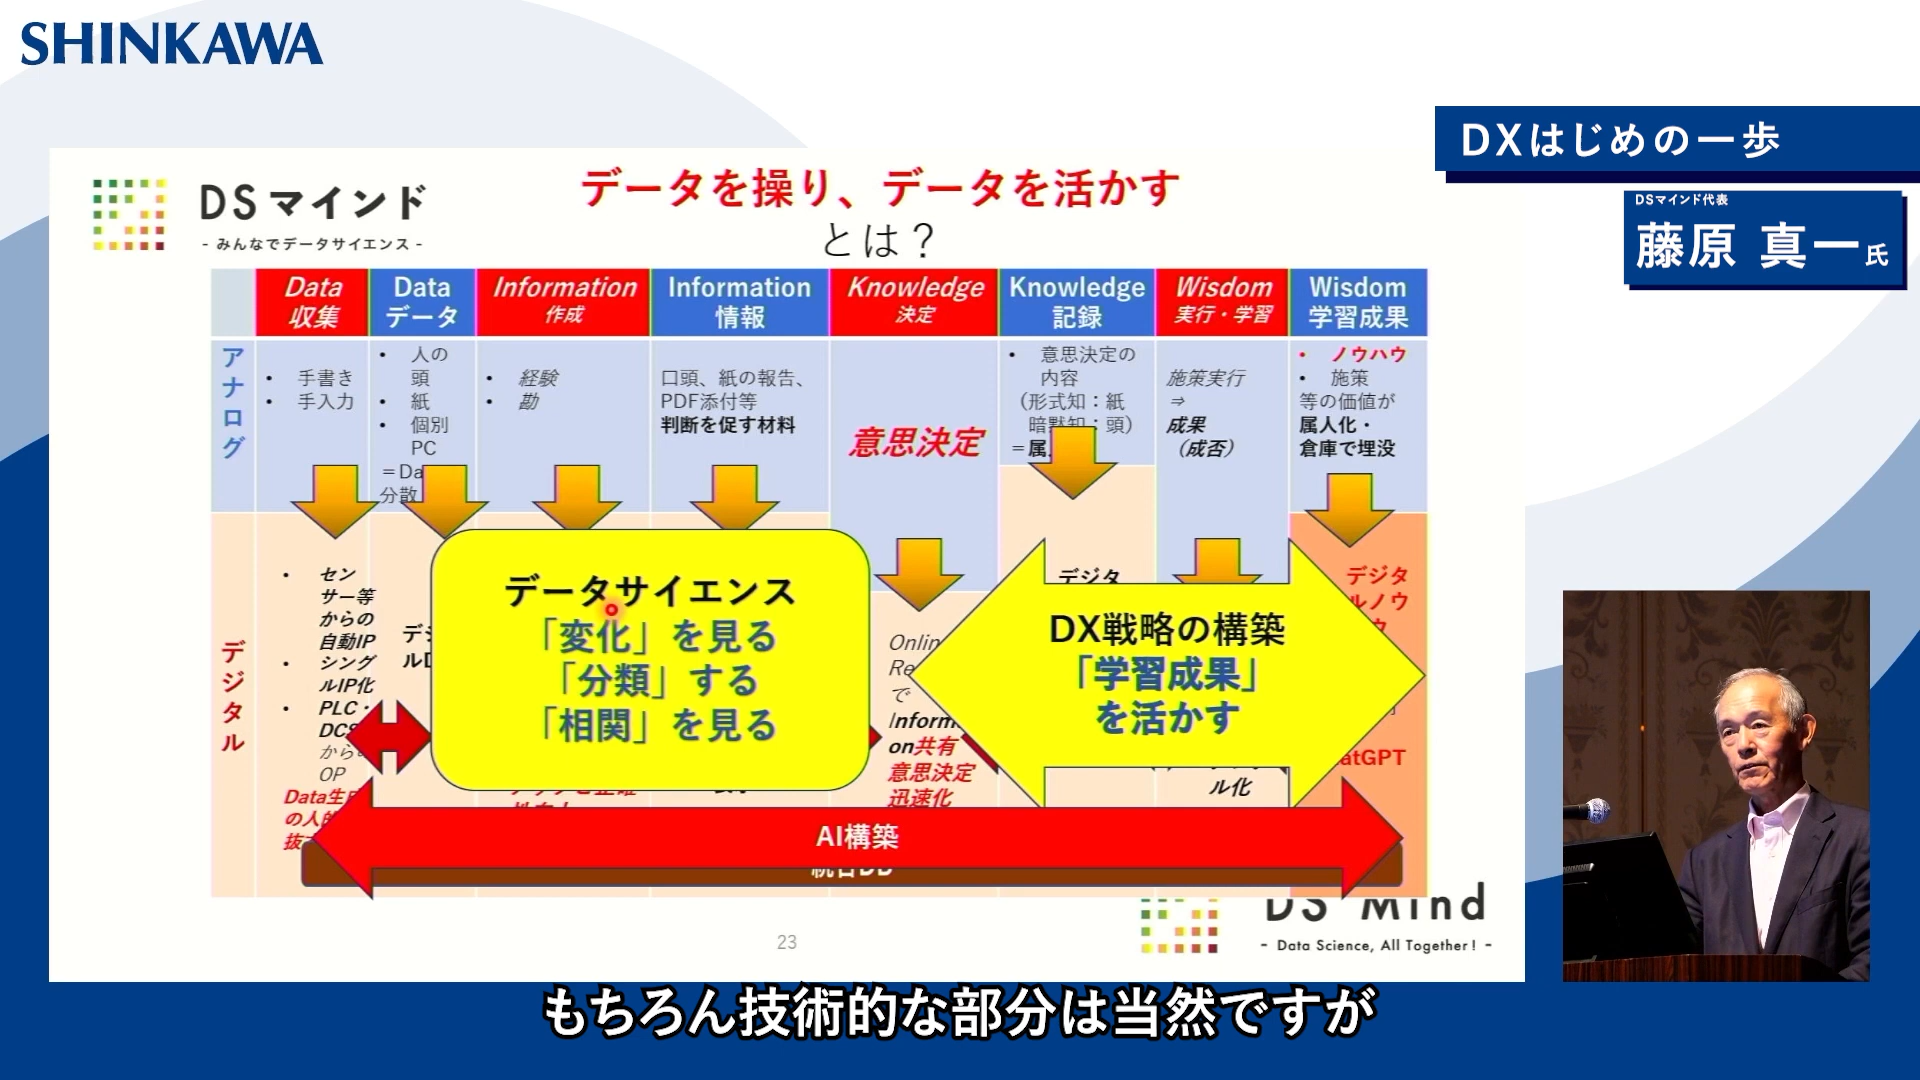 SHINKAWA
DXはじめの一歩
DSマインド代表
藤原 真一氏
DSマインド
- みんなでデータサイエンス -
データを操り、データを活かす
とは？
Data
収集
Data
データ
Information
作成
Information
情報
Knowledge
決定
Knowledge
記録
Wisdom
実行・学習
Wisdom
学習成果
アナログ
• 手書き
• 手入力
• 人の
頭
• 紙
• 個別
PC
＝Da
分散
• 経験
• 勘
口頭、紙の報告、
PDF添付等
判断を促す材料
意思決定
• 意思決定の
内容
（形式知：紙
暗黙知：頭）
＝属
施策実行
⇒
成果
（成否）
• ノウハウ
• 施策
等の価値が
属人化・
倉庫で埋没
デジタル
• セン
サー等
からの
自動IP
• シング
ルIP化
• PLC・
DCS
から
OP
Data生成
の人的
データサイエンス
「変化」を見る
「分類」する
「相関」を見る
Onlin
Re
で
Inform
on共有
意思決定
迅速化
デジタ
DX戦略の構築
「学習成果」
を活かす
ル化
デジタ
ルノウ
atGPT
AI構築
23
DS Mind
- Data Science, All Together! -
もちろん技術的な部分は当然ですが